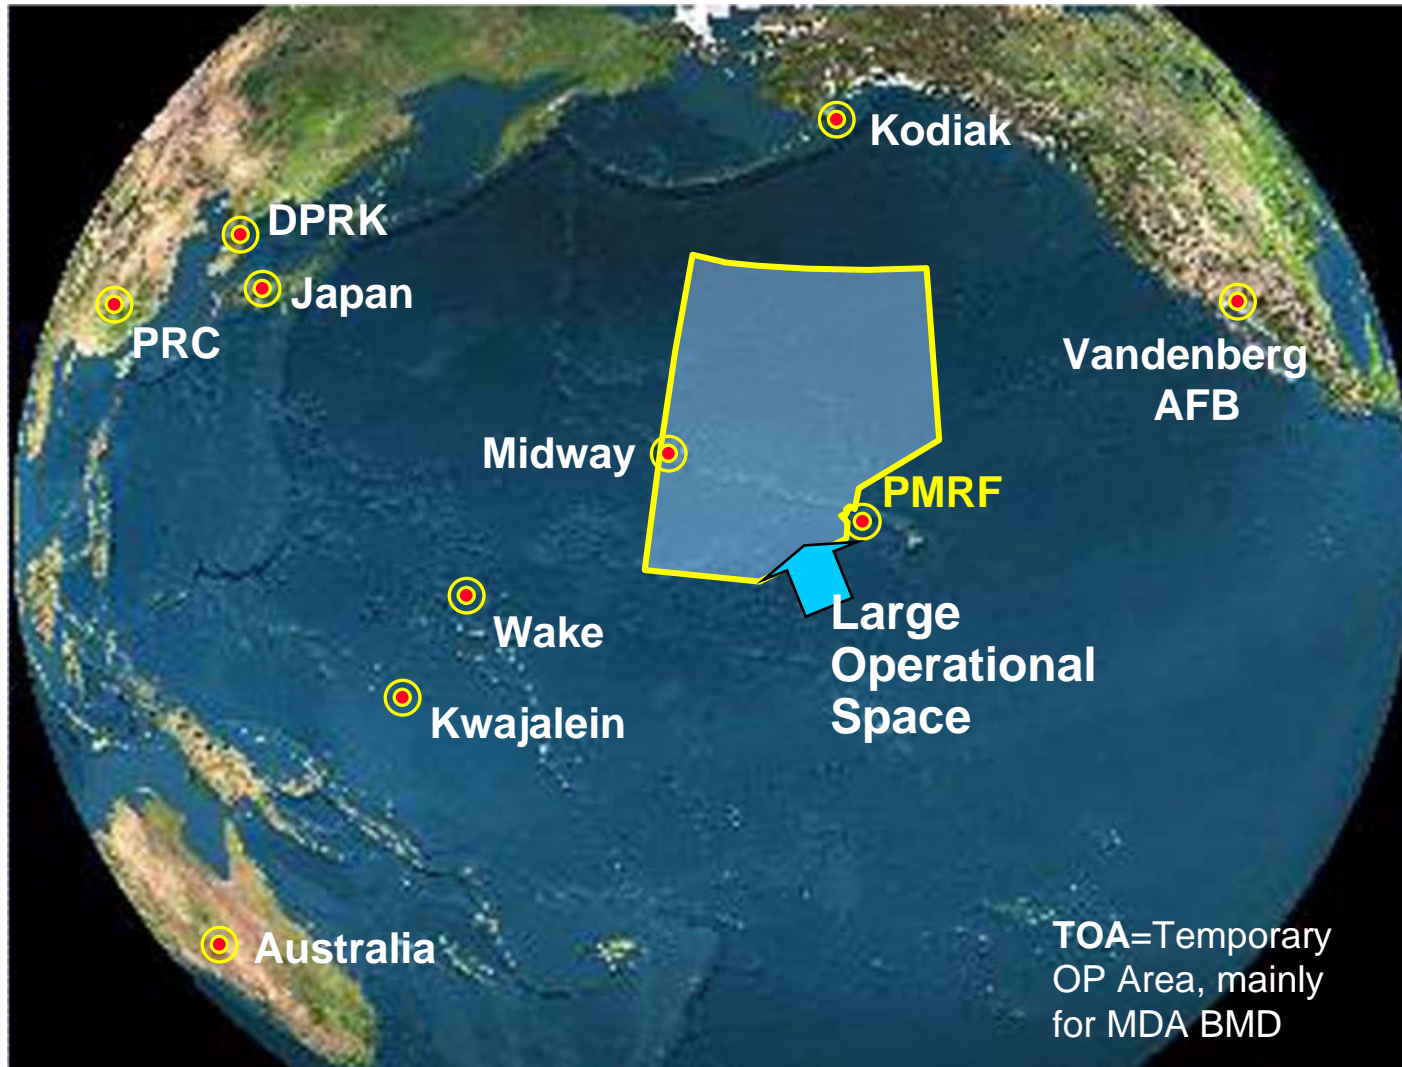 Kodiak
DPRK
Japan
PRC
Vandenberg
AFB
Midway
PMRF
Wake
Large
Operational
Space
Kwajalein
Australia
TOA=Temporary
OP Area, mainly
for MDA BMD